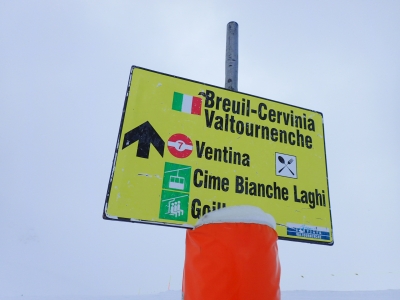 Breuil-Cervinia
Valtournenche
7 Ventina
Cime Bianche Laghi